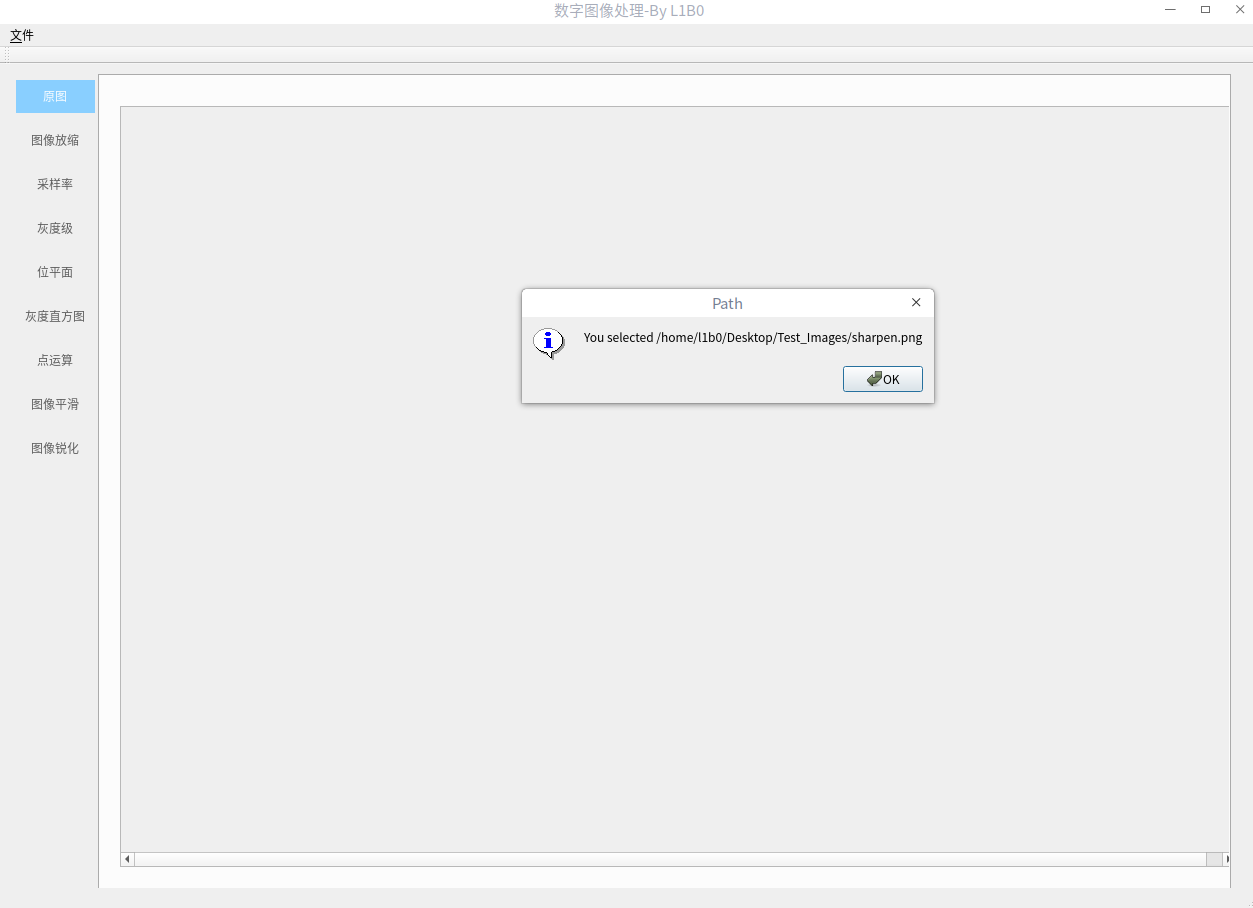 数字图像处理-By L1B0
文件
原图
图像放缩
采样率
灰度级
位平面
灰度直方图
点运算
图像平滑
图像锐化
Path
You selected /home/l1b0/Desktop/Test_Images/sharpen.png
OK